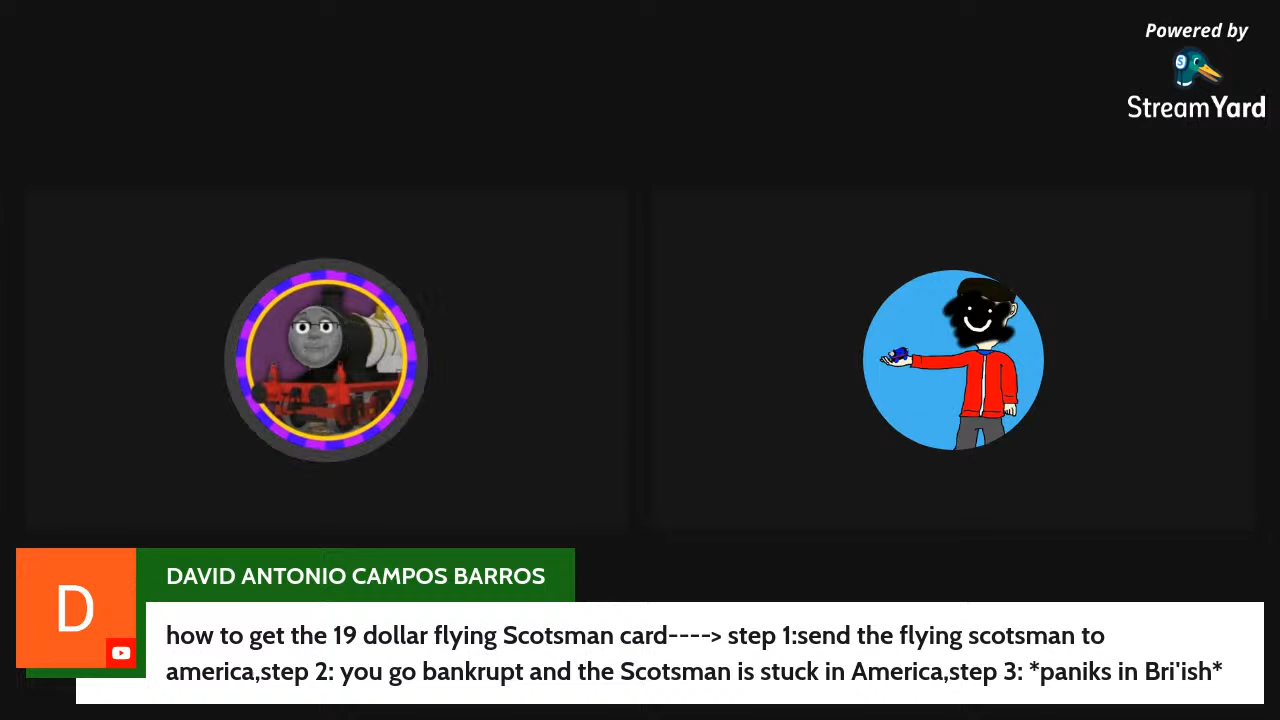 Powered by
S
StreamYard
D
DAVID ANTONIO CAMPOS BARROS
how to get the 19 dollar flying Scotsman card----> step 1:send the flying scotsman to
america,step 2: you go bankrupt and the Scotsman is stuck in America,step 3: *paniks in Bri'ish*